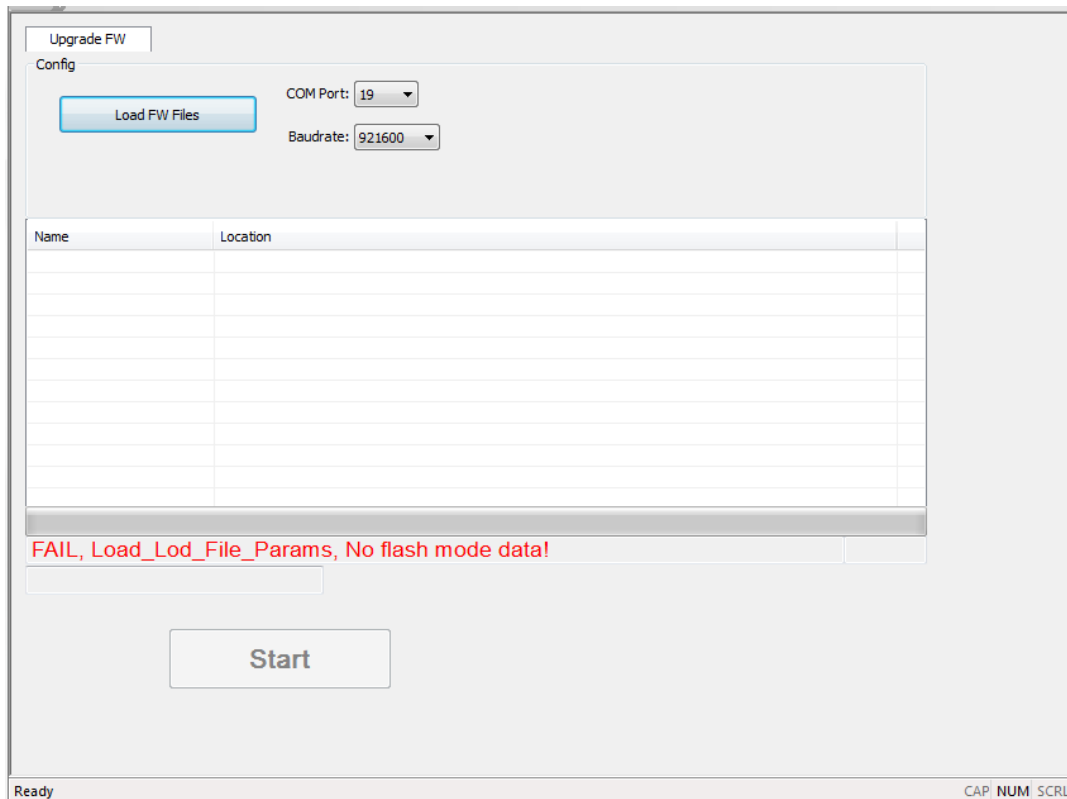 Upgrade FW
Config
Load FW Files
COM Port: 19
Baudrate: 921600
Name Location
FAIL, Load_Lod_File_Params, No flash mode data!
Start
Ready CAP NUM SCRL